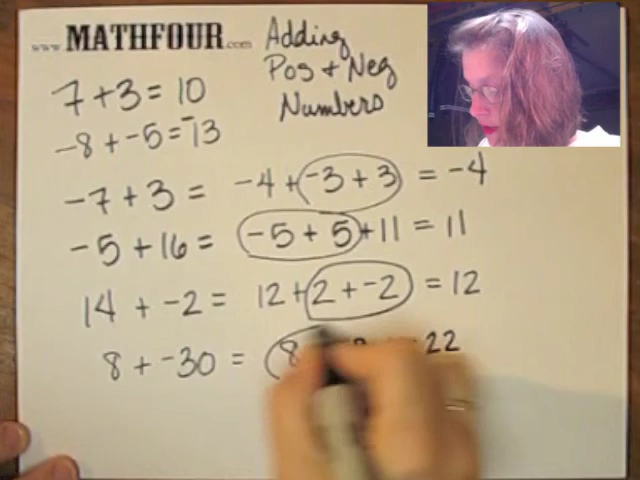 www.MATHFOUR.com
Adding
Pos + Neg
Numbers
7 + 3 = 10
-8 + -5 = -13
-7 + 3 = -4 + -3 + 3 = -4
-5 + 16 = -5 + 5 + 11 = 11
14 + -2 = 12 + 2 + -2 = 12
8 + -30 = 8 22